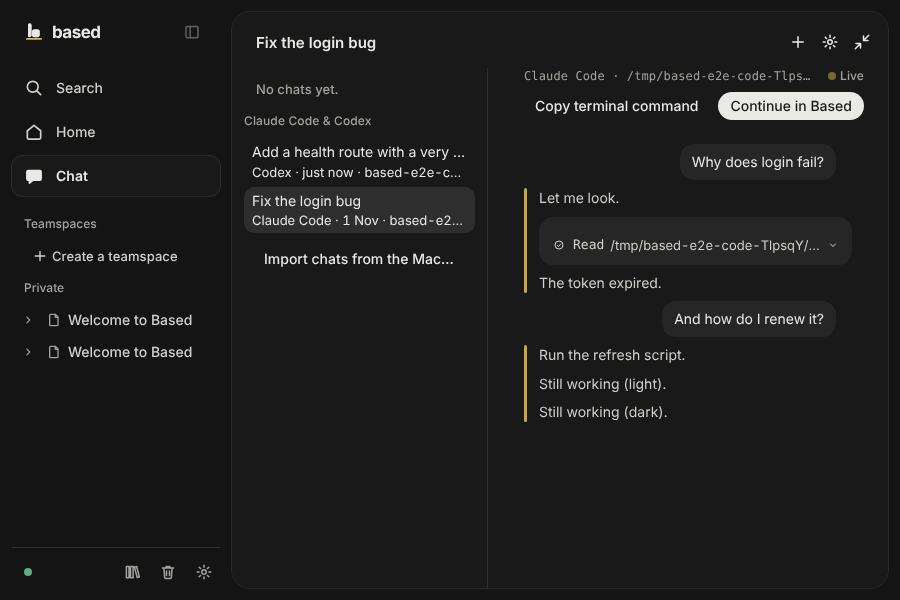 based
Search
Home
Chat
Teamspaces
Create a teamspace
Private
Welcome to Based
Welcome to Based
Fix the login bug
No chats yet.
Claude Code & Codex
Add a health route with a very ...
Codex · just now · based-e2e-c...
Fix the login bug
Claude Code · 1 Nov · based-e2...
Import chats from the Mac...
Claude Code · /tmp/based-e2e-code-Tlps… Live
Copy terminal command Continue in Based
Why does login fail?
Let me look.
Read /tmp/based-e2e-code-TlpsqY/...
The token expired.
And how do I renew it?
Run the refresh script.
Still working (light).
Still working (dark).